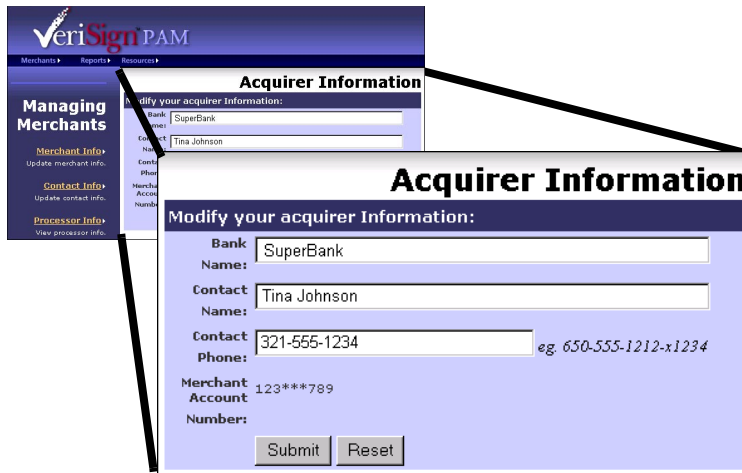 VeriSign PAM
Merchants Reports Resources
Acquirer Information
Modify your acquirer Information:
Managing
Merchants
Merchant Info
Update merchant info.
Contact Info
Update contact info.
Processor Info
View processor info.
Bank
SuperBank
Tina Johnson
Acquirer Information
Modify your acquirer Information:
Bank
Name:
SuperBank
Contact
Name:
Tina Johnson
Contact
Phone:
321-555-1234 eg. 650-555-1212-x1234
Merchant
Account
Number:
123***789
Submit Reset